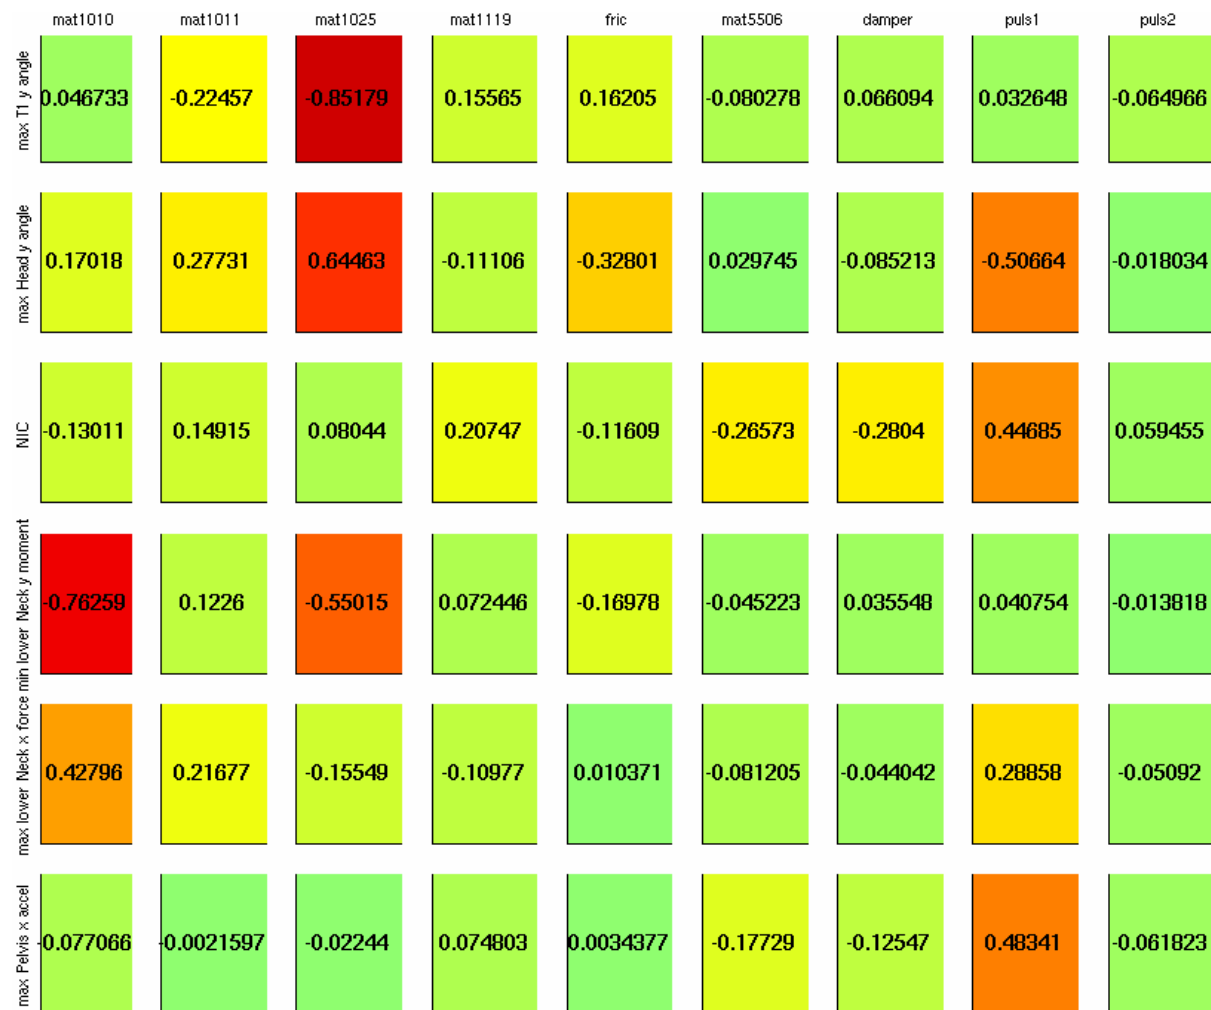 mat1010 mat1011 mat1025 mat1119 fric mat5506 damper puls1 puls2
max T1 y angle
0.046733 -0.22457 -0.85179 0.15565 0.16205 -0.080278 0.066094 0.032648 -0.064966
max Head y angle
0.17018 0.27731 0.64463 -0.11106 -0.32801 0.029745 -0.085213 -0.50664 -0.018034
NIC
-0.13011 0.14915 0.08044 0.20747 -0.11609 -0.26573 -0.2804 0.44685 0.059455
min lower Neck y moment
-0.76259 0.1226 -0.55015 0.072446 -0.16978 -0.045223 0.035548 0.040754 -0.013818
max lower Neck x force
0.42796 0.21677 -0.15549 -0.10977 0.010371 -0.081205 -0.044042 0.28858 -0.05092
max Pelvis x accel
-0.077066 -0.0021597 -0.02244 0.074803 0.0034377 -0.17729 -0.12547 0.48341 -0.061823